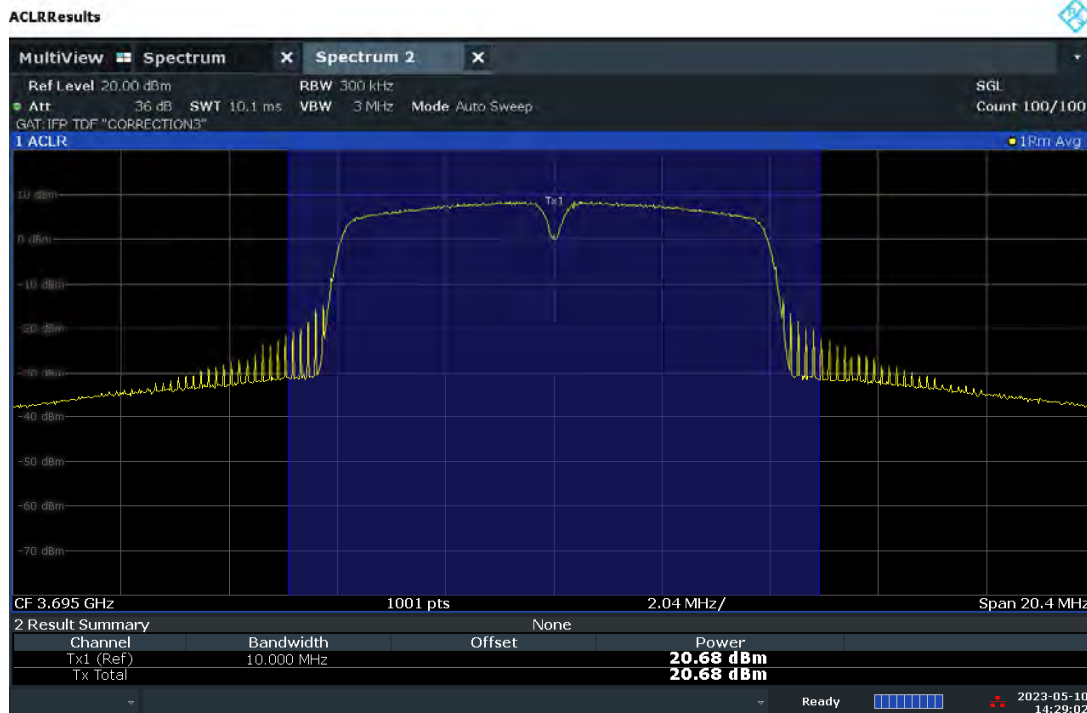 ACLRResults
MultiView Spectrum X Spectrum 2 X
Ref Level 20.00 dBm RBW 300 kHz SGL
Att 36 dB SWT 10.1 ms VBW 3 MHz Mode Auto Sweep Count 100/100
GAT:IFP TDF "CORRECTION3"
1 ACLR 1Rm Avg
10 dBm
Tx1
0 dBm
-10 dBm
-20 dBm
-30 dBm
-40 dBm
-50 dBm
-60 dBm
-70 dBm
CF 3.695 GHz 1001 pts 2.04 MHz/ Span 20.4 MHz
2 Result Summary None
Channel Bandwidth Offset Power
Tx1 (Ref) 10.000 MHz 20.68 dBm
Tx Total 20.68 dBm
Ready 2023-05-10
14:29:02